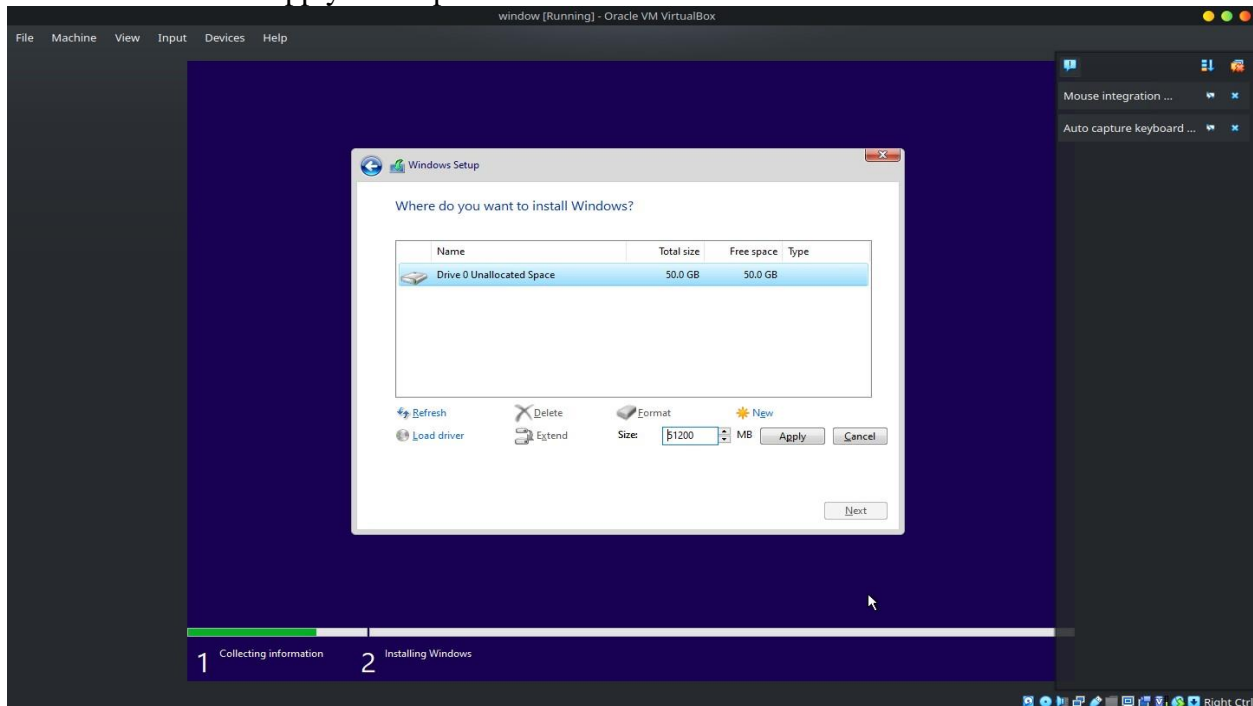 window [Running] - Oracle VM VirtualBox
File Machine View Input Devices Help
Mouse integration ...
Auto capture keyboard ...
Windows Setup
Where do you want to install Windows?
Name Total size Free space Type
Drive 0 Unallocated Space 50.0 GB 50.0 GB
Refresh Delete Format New
Load driver Extend Size: 51200 MB Apply Cancel
Next
1 Collecting information 2 Installing Windows
Right Ctrl